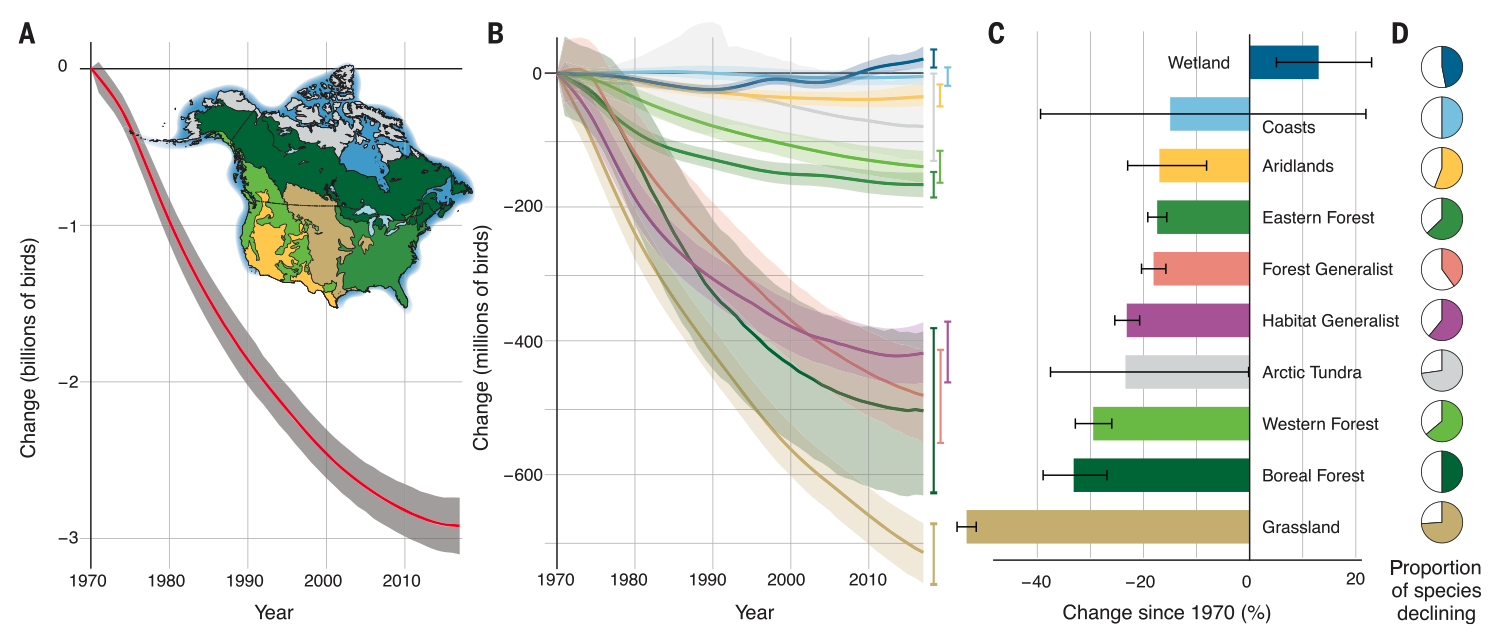 A
Change (billions of birds)
0
−1
−2
−3
1970
1980
1990
2000
2010
Year
B
Change (millions of birds)
0
−200
−400
−600
1970
1980
1990
2000
2010
Year
C
Wetland
Coasts
Aridlands
Eastern Forest
Forest Generalist
Habitat Generalist
Arctic Tundra
Western Forest
Boreal Forest
Grassland
−40
−20
0
20
Change since 1970 (%)
D
Proportion
of species
declining